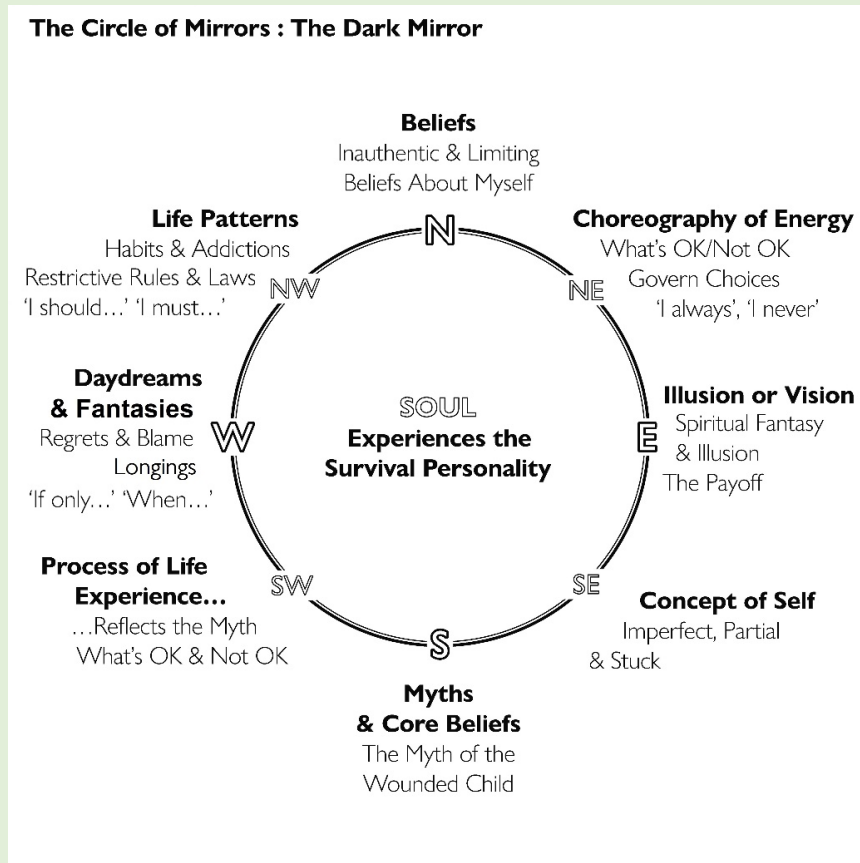 The Circle of Mirrors : The Dark Mirror
Beliefs
Inauthentic & Limiting
Beliefs About Myself
N
Choreography of Energy
What's OK/Not OK
Govern Choices
'I always', 'I never'
NE
Illusion or Vision
Spiritual Fantasy
& Illusion
The Payoff
E
Concept of Self
Imperfect, Partial
& Stuck
SE
S
Myths
& Core Beliefs
The Myth of the
Wounded Child
Process of Life
Experience...
...Reflects the Myth
What's OK & Not OK
SW
Daydreams
& Fantasies
Regrets & Blame
Longings
'If only...' 'When...'
W
Life Patterns
Habits & Addictions
Restrictive Rules & Laws
'I should...' 'I must...'
NW
SOUL
Experiences the
Survival Personality